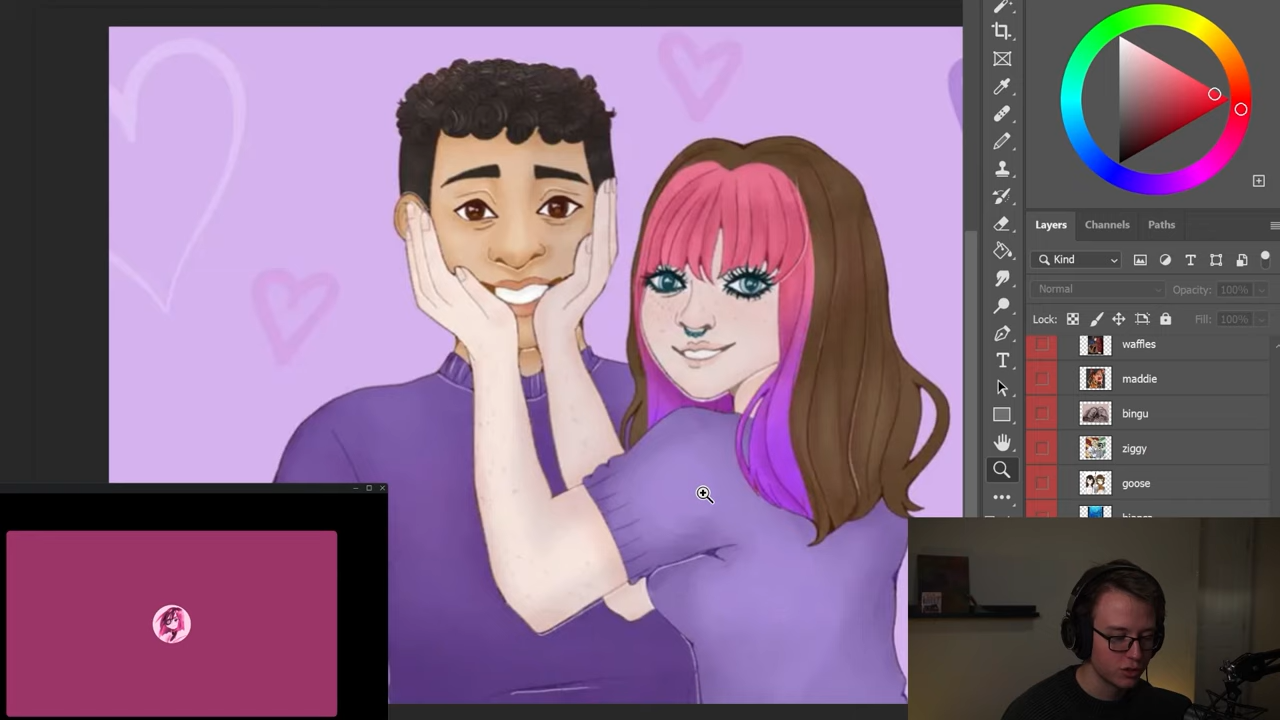 Layers Channels Paths
Kind
Normal Opacity: 100%
Lock: Fill: 100%
waffles
maddie
bingu
ziggy
goose